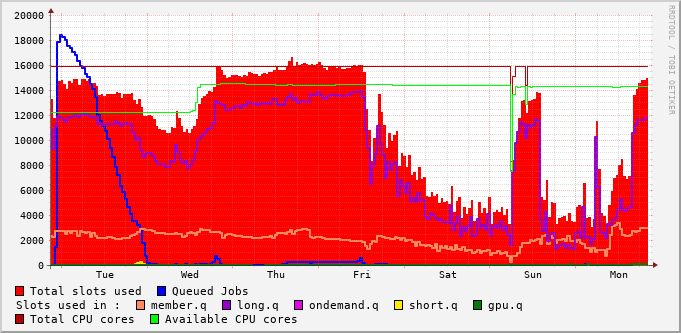 20000
18000
16000
14000
12000
10000
8000
6000
4000
2000
0
Tue Wed Thu Fri Sat Sun Mon
RRDTOOL / TOBI OETIKER
Total slots used Queued Jobs
Slots used in : member.q long.q ondemand.q short.q gpu.q
Total CPU cores Available CPU cores